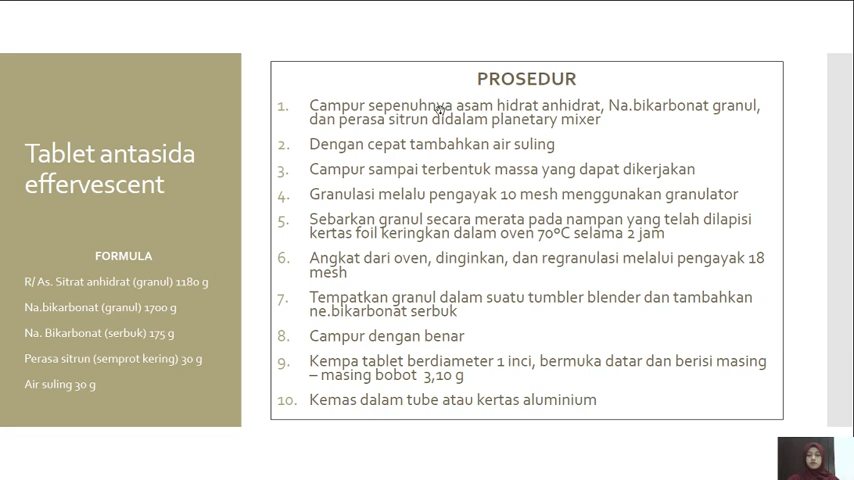 Tablet antasida
effervescent
FORMULA
R/ As. Sitrat anhidrat (granul) 1180 g
Na.bikarbonat (granul) 1700 g
Na. Bikarbonat (serbuk) 175 g
Perasa sitrun (semprot kering) 30 g
Air suling 30 g
PROSEDUR
1. Campur sepenuhnya asam hidrat anhidrat, Na.bikarbonat granul,
dan perasa sitrun didalam planetary mixer
2. Dengan cepat tambahkan air suling
3. Campur sampai terbentuk massa yang dapat dikerjakan
4. Granulasi melalu pengayak 10 mesh menggunakan granulator
5. Sebarkan granul secara merata pada nampan yang telah dilapisi
kertas foil keringkan dalam oven 70ºC selama 2 jam
6. Angkat dari oven, dinginkan, dan regranulasi melalui pengayak 18
mesh
7. Tempatkan granul dalam suatu tumbler blender dan tambahkan
ne.bikarbonat serbuk
8. Campur dengan benar
9. Kempa tablet berdiameter 1 inci, bermuka datar dan berisi masing
– masing bobot 3,10 g
10. Kemas dalam tube atau kertas aluminium